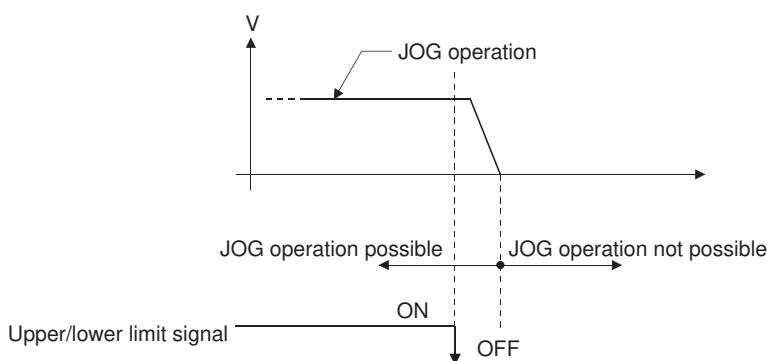 V
JOG operation
JOG operation possible
JOG operation not possible
ON
Upper/lower limit signal
OFF